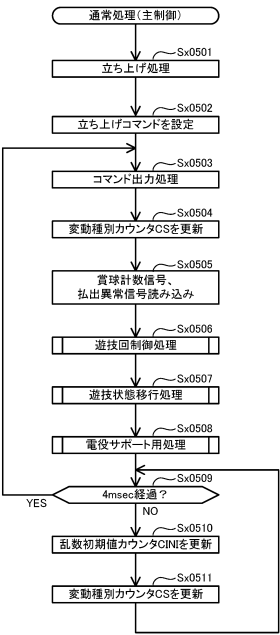 通常処理(主制御)
Sx0501
立ち上げ処理
Sx0502
立ち上げコマンドを設定
Sx0503
コマンド出力処理
Sx0504
変動種別カウンタCSを更新
Sx0505
賞球計数信号、
払出異常信号読み込み
Sx0506
遊技回制御処理
Sx0507
遊技状態移行処理
Sx0508
電役サポート用処理
Sx0509
4msec経過?
YES
NO
Sx0510
乱数初期値カウンタCINIを更新
Sx0511
変動種別カウンタCSを更新